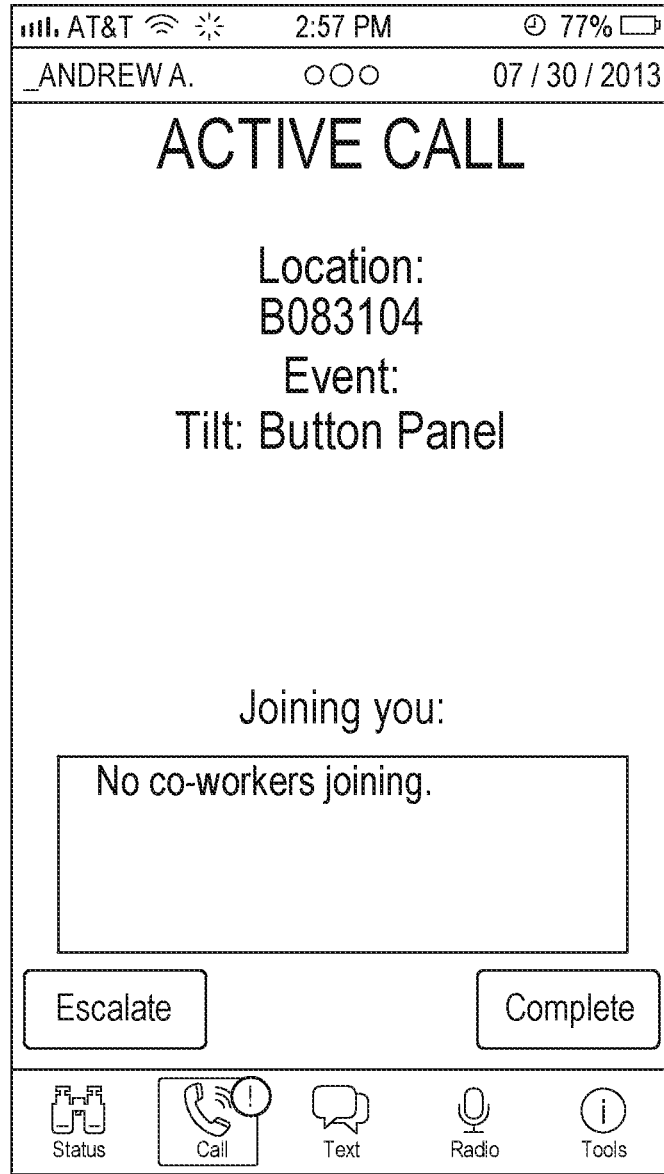 AT&T 2:57 PM 77%
_ANDREW A. 07 / 30 / 2013
ACTIVE CALL
Location:
B083104
Event:
Tilt: Button Panel
Joining you:
No co-workers joining.
Escalate Complete
Status Call Text Radio Tools